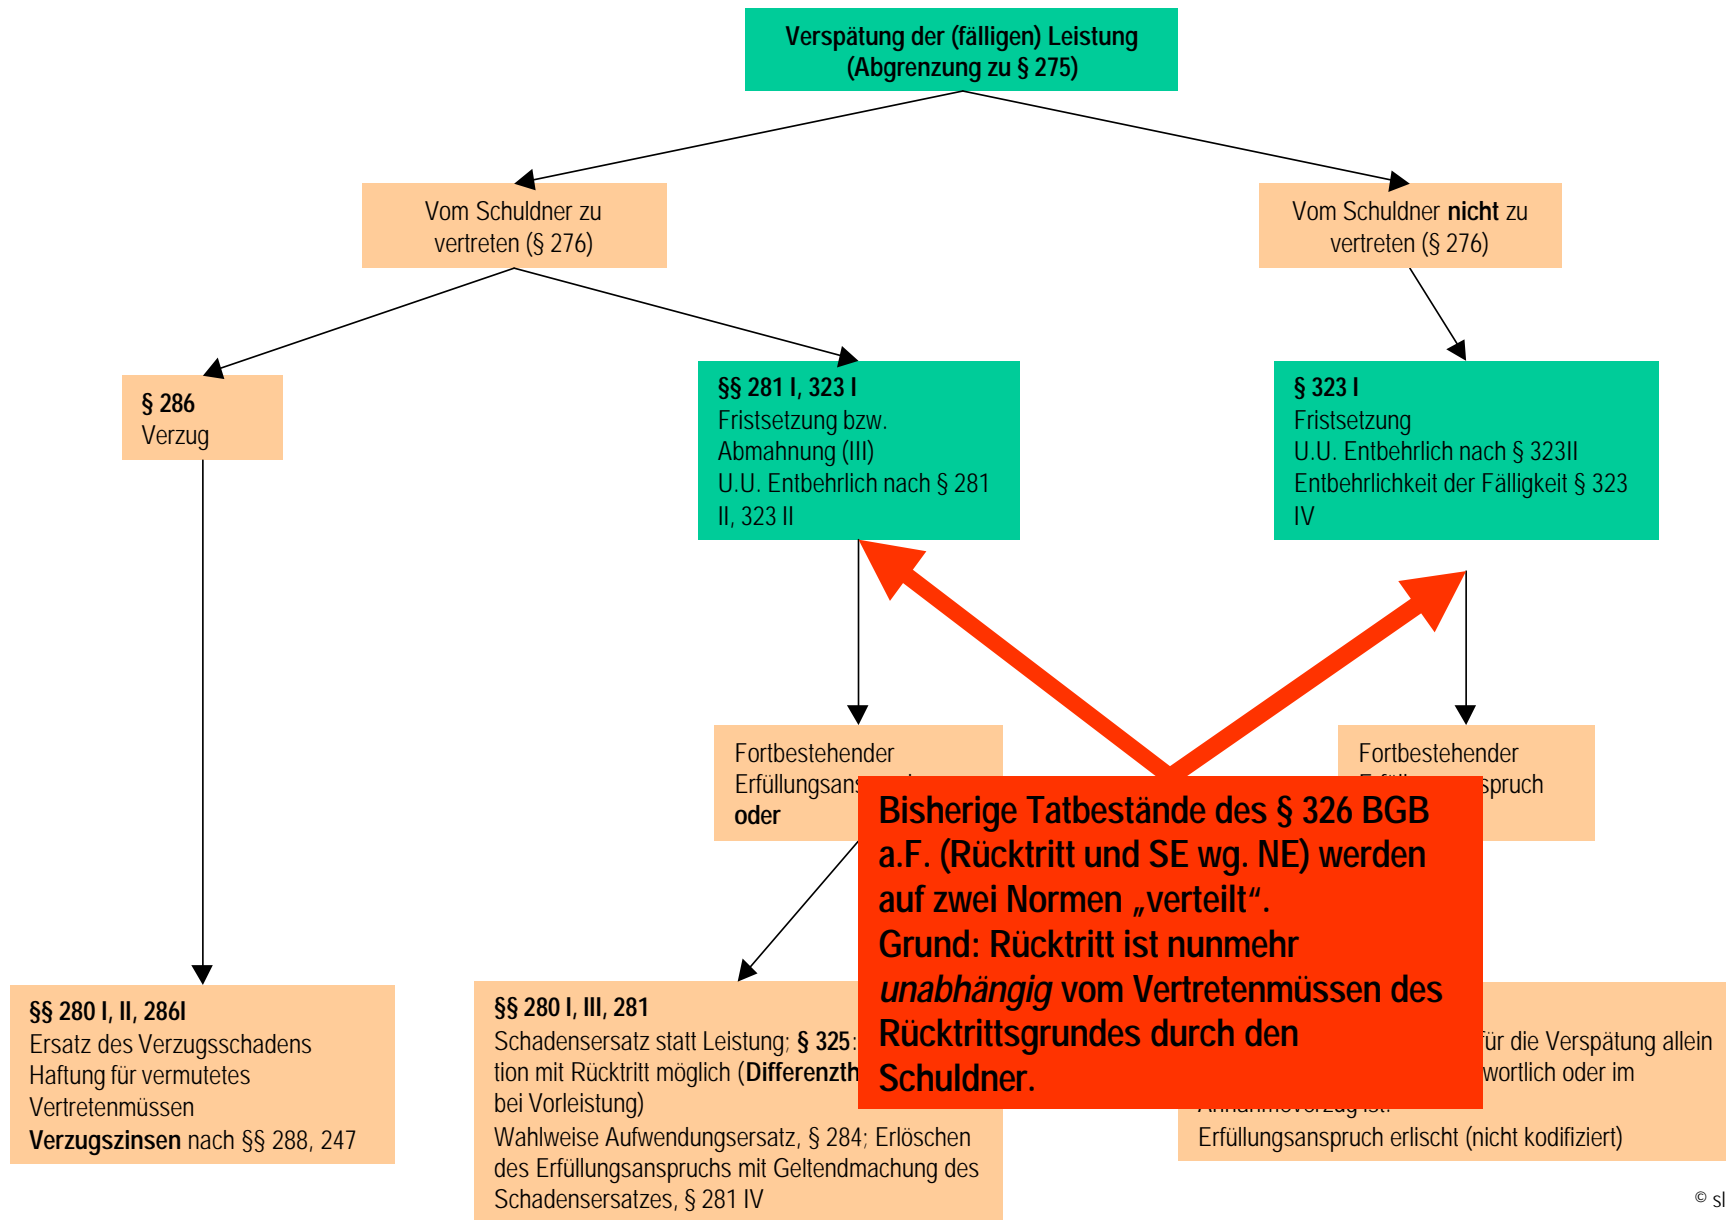 Verspätung der (fälligen) Leistung
(Abgrenzung zu § 275)
Vom Schuldner zu
vertreten (§ 276)
Vom Schuldner nicht zu
vertreten (§ 276)
§ 286
Verzug
§§ 281 I, 323 I
Fristsetzung bzw.
Abmahnung (III)
U.U. Entbehrlich nach § 281
II, 323 II
§ 323 I
Fristsetzung
U.U. Entbehrlich nach § 323II
Entbehrlichkeit der Fälligkeit § 323
IV
Fortbestehender
oder
Fortbestehender
Bisherige Tatbestände des § 326 BGB
a.F. (Rücktritt und SE wg. NE) werden
auf zwei Normen „verteilt“.
Grund: Rücktritt ist nunmehr
unabhängig vom Vertretenmüssen des
Rücktrittsgrundes durch den
Schuldner.
§§ 280 I, II, 286I
Ersatz des Verzugsschadens
Haftung für vermutetes
Vertretenmüssen
Verzugszinsen nach §§ 288, 247
§§ 280 I, III, 281
Schadensersatz statt Leistung; § 325:
tion mit Rücktritt möglich (
bei Vorleistung)
Wahlweise Aufwendungsersatz, § 284; Erlöschen
des Erfüllungsanspruchs mit Geltendmachung des
Schadensersatzes, § 281 IV
für die Verspätung allein
oder im
Erfüllungsanspruch erlischt (nicht kodifiziert)
© sl